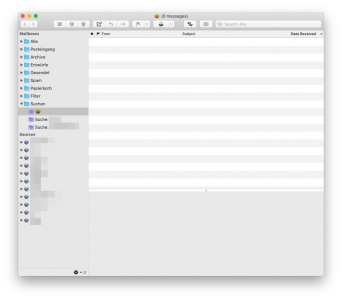 😀 (0 messages)
Search Alle
Mailboxes
From Subject Date Received
Alle
Posteingang
Archive
Entwürfe
Gesendet
Spam
Papierkorb
Filter
Suchen
Suche:
Suche:
Sources